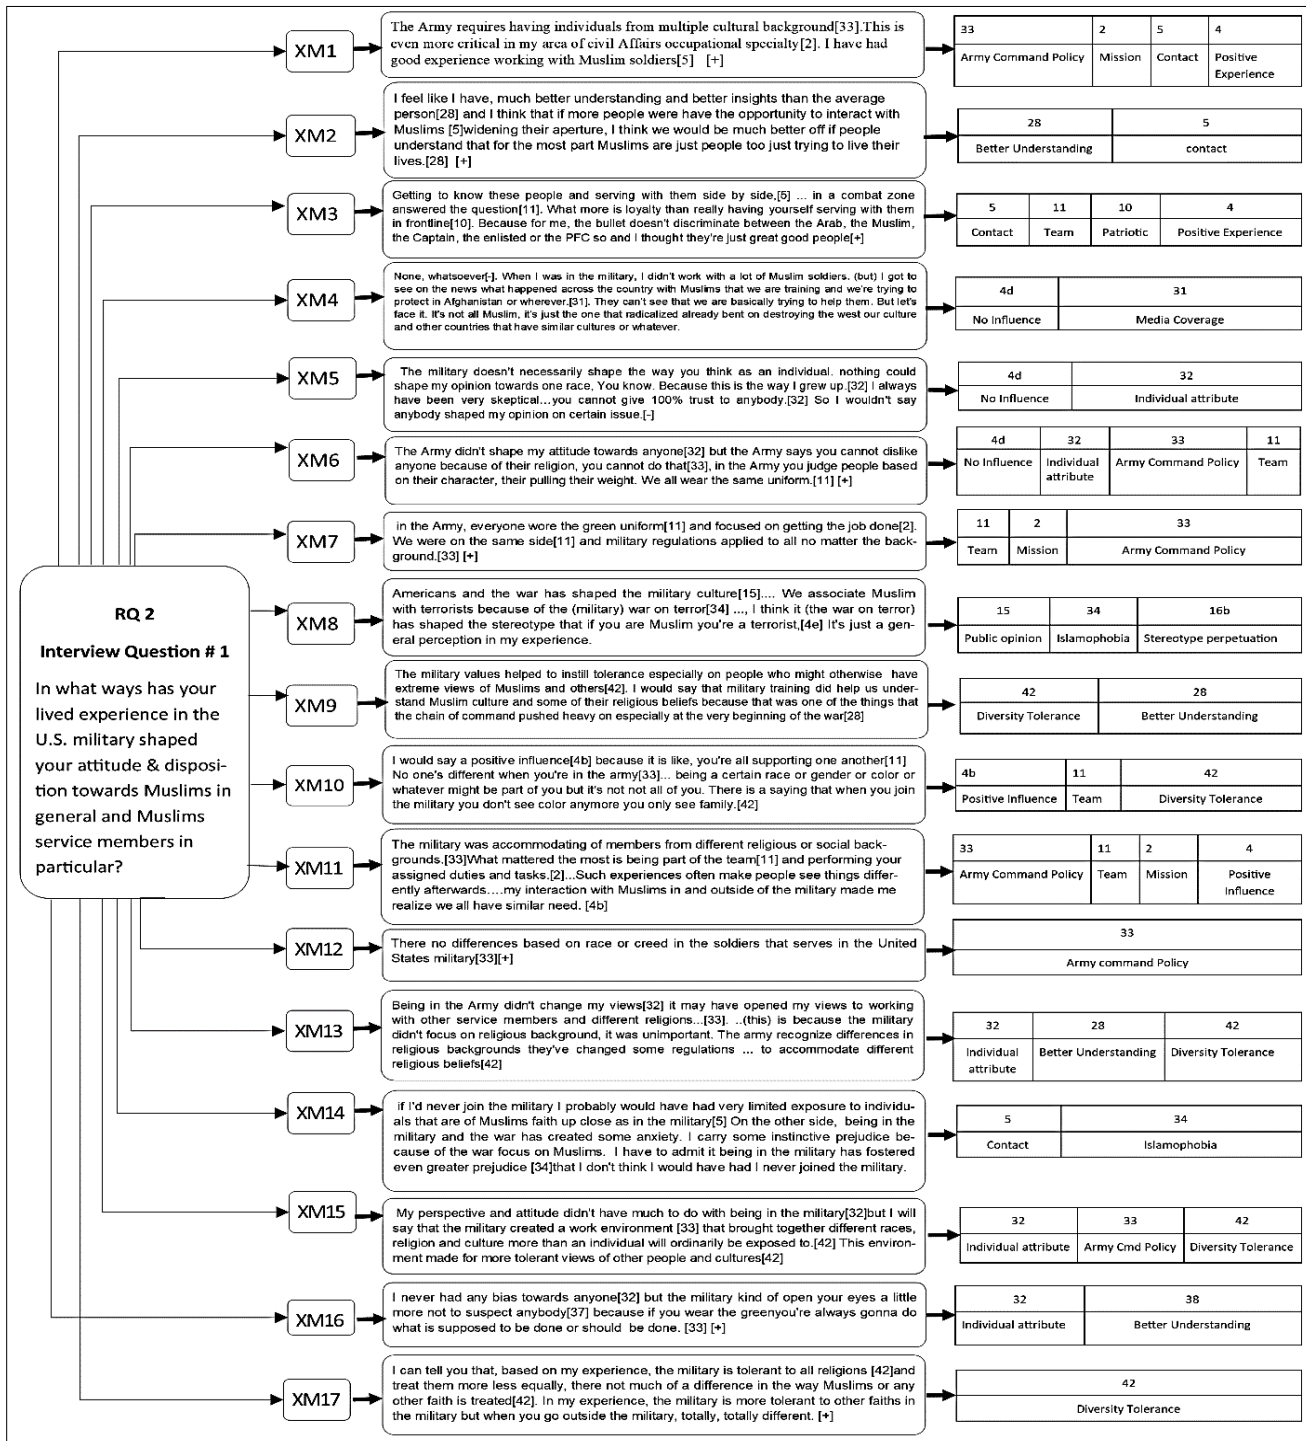 RQ 2
Interview Question # 1
In what ways has your
lived experience in the
U.S. military shaped
your attitude & disposi-
tion towards Muslims in
general and Muslims
service members in
particular?
XM1
The Army requires having individuals from multiple cultural background[33].This is
even more critical in my area of civil Affairs occupational specialty[2]. I have had
good experience working with Muslim soldiers[5] [+]
33 2 5 4
Army Command Policy Mission Contact Positive
Experience
XM2
I feel like I have, much better understanding and better insights than the average
person[28] and I think that if more people were have the opportunity to interact with
Muslims [5]widening their aperture, I think we would be much better off if people
understand that for the most part Muslims are just people too just trying to live their
lives.[28] [+]
28 5
Better Understanding contact
XM3
Getting to know these people and serving with them side by side,[5] ... in a combat zone
answered the question[11]. What more is loyalty than really having yourself serving with them
in frontline[10]. Because for me, the bullet doesn't discriminate between the Arab, the Muslim,
the Captain, the enlisted or the PFC so and I thought they're just great good people[+]
5 11 10 4
Contact Team Patriotic Positive Experience
XM4
None, whatsoever[-]. When I was in the military, I didn't work with a lot of Muslim soldiers. (but) I got to
see on the news what happened across the country with Muslims that we are training and we're trying to
protect in Afghanistan or wherever.[31]. They can't see that we are basically trying to help them. But let's
face it. It's not all Muslim, it's just the one that radicalized already bent on destroying the west our culture
and other countries that have similar cultures or whatever.
4d 31
No Influence Media Coverage
XM5
The military doesn't necessarily shape the way you think as an individual. nothing could
shape my opinion towards one race, You know. Because this is the way I grew up.[32] I always
have been very skeptical...you cannot give 100% trust to anybody.[32] So I wouldn't say
anybody shaped my opinion on certain issue.[-]
4d 32
No Influence Individual attribute
XM6
The Army didn't shape my attitude towards anyone[32] but the Army says you cannot dislike
anyone because of their religion, you cannot do that[33], in the Army you judge people based
on their character, their pulling their weight. We all wear the same uniform.[11] [+]
4d 32 33 11
No Influence Individual Army Command Policy Team
attribute
XM7
in the Army, everyone wore the green uniform[11] and focused on getting the job done[2].
We were on the same side[11] and military regulations applied to all no matter the back-
ground.[33] [+]
11 2 33
Team Mission Army Command Policy
XM8
Americans and the war has shaped the military culture[15].... We associate Muslim
with terrorists because of the (military) war on terror[34] ..., I think it (the war on terror)
has shaped the stereotype that if you are Muslim you're a terrorist,[4e] It's just a gen-
eral perception in my experience.
15 34 16b
Public opinion Islamophobia Stereotype perpetuation
XM9
The military values helped to instill tolerance especially on people who might otherwise have
extreme views of Muslims and others[42]. I would say that military training did help us under-
stand Muslim culture and some of their religious beliefs because that was one of the things that
the chain of command pushed heavy on especially at the very beginning of the war[28]
42 28
Diversity Tolerance Better Understanding
XM10
I would say a positive influence[4b] because it is like, you're all supporting one another[11]
No one's different when you're in the army[33]... being a certain race or gender or color or
whatever might be part of you but it's not not all of you. There is a saying that when you join
the military you don't see color anymore you only see family.[42]
4b 11 42
Positive Influence Team Diversity Tolerance
XM11
The military was accommodating of members from different religious or social back-
grounds.[33]What mattered the most is being part of the team[11] and performing your
assigned duties and tasks.[2]...Such experiences often make people see things differ-
ently afterwards....my interaction with Muslims in and outside of the military made me
realize we all have similar need. [4b]
33 11 2 4
Army Command Policy Team Mission Positive
Influence
XM12
There no differences based on race or creed in the soldiers that serves in the United
States military[33][+]
33
Army command Policy
XM13
Being in the Army didn't change my views[32] it may have opened my views to working
with other service members and different religions...[33]. ..(this) is because the military
didn't focus on religious background, it was unimportant. The army recognize differences in
religious backgrounds they've changed some regulations ... to accommodate different
religious beliefs[42]
32 28 42
Individual Better Understanding Diversity Tolerance
attribute
XM14
if I'd never join the military I probably would have had very limited exposure to individu-
als that are of Muslims faith up close as in the military[5] On the other side, being in the
military and the war has created some anxiety. I carry some instinctive prejudice be-
cause of the war focus on Muslims. I have to admit it being in the military has fostered
even greater prejudice [34]that I don't think I would have had I never joined the military.
5 34
Contact Islamophobia
XM15
My perspective and attitude didn't have much to do with being in the military[32]but I will
say that the military created a work environment [33] that brought together different races,
religion and culture more than an individual will ordinarily be exposed to.[42] This environ-
ment made for more tolerant views of other people and cultures[42]
32 33 42
Individual attribute Army Cmd Policy Diversity Tolerance
XM16
I never had any bias towards anyone[32] but the military kind of open your eyes a little
more not to suspect anybody[37] because if you wear the greenyou're always gonna do
what is supposed to be done or should be done. [33] [+]
32 38
Individual attribute Better Understanding
XM17
I can tell you that, based on my experience, the military is tolerant to all religions [42]and
treat them more less equally, there not much of a difference in the way Muslims or any
other faith is treated[42]. In my experience, the military is more tolerant to other faiths in
the military but when you go outside the military, totally, totally different. [+]
42
Diversity Tolerance